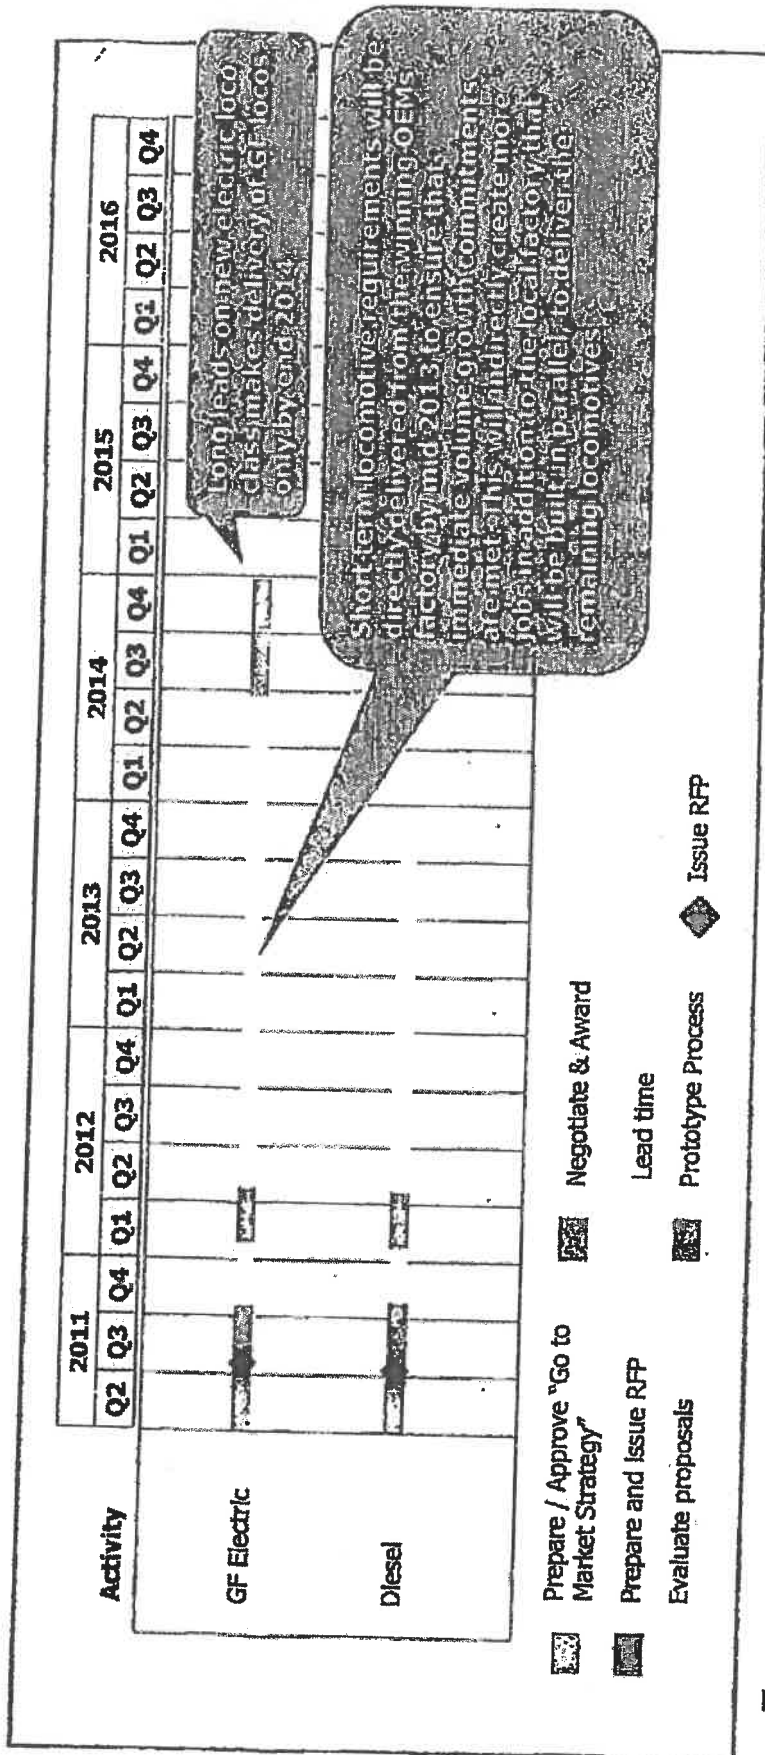 2011 2012 2013 2014 2015 2016
Activity Q2 Q3 Q4 Q1 Q2 Q3 Q4 Q1 Q2 Q3 Q4 Q1 Q2 Q3 Q4 Q1 Q2 Q3 Q4 Q1 Q2 Q3 Q4
GF Electric
Diesel
Long leads on new electric loco
class makes delivery of GF locos
only by end 2014
Short term locomotive requirements will be
directly delivered from the winning OEMS
factory by mid 2013 to ensure that
immediate volume growth commitments
are met. This will indirectly create more
jobs in addition to the local factory that
will be built in parallel to deliver the
remaining locomotives
Prepare / Approve "Go to
Market Strategy"
Prepare and Issue RFP
Evaluate proposals
Negotiate & Award
Lead time
Prototype Process
Issue RFP